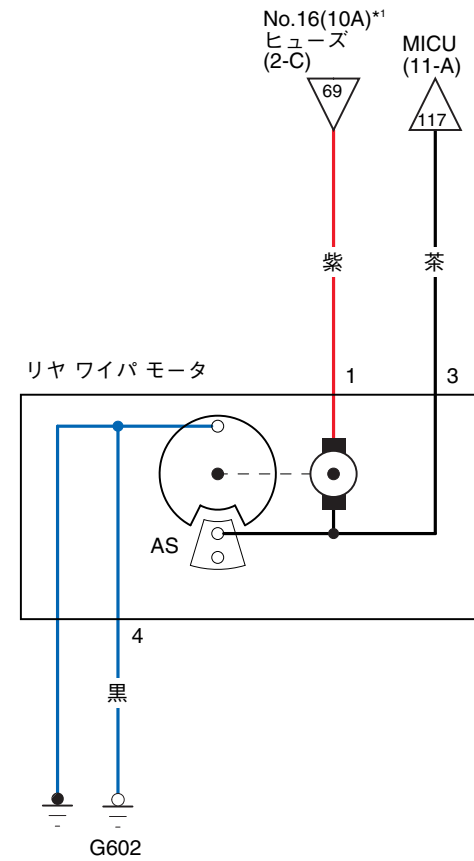 No.16(10A)*1
ヒューズ
(2-C)
MICU
(11-A)
69
117
紫
茶
リヤ ワイパ モータ
1
3
AS
4
黒
G602